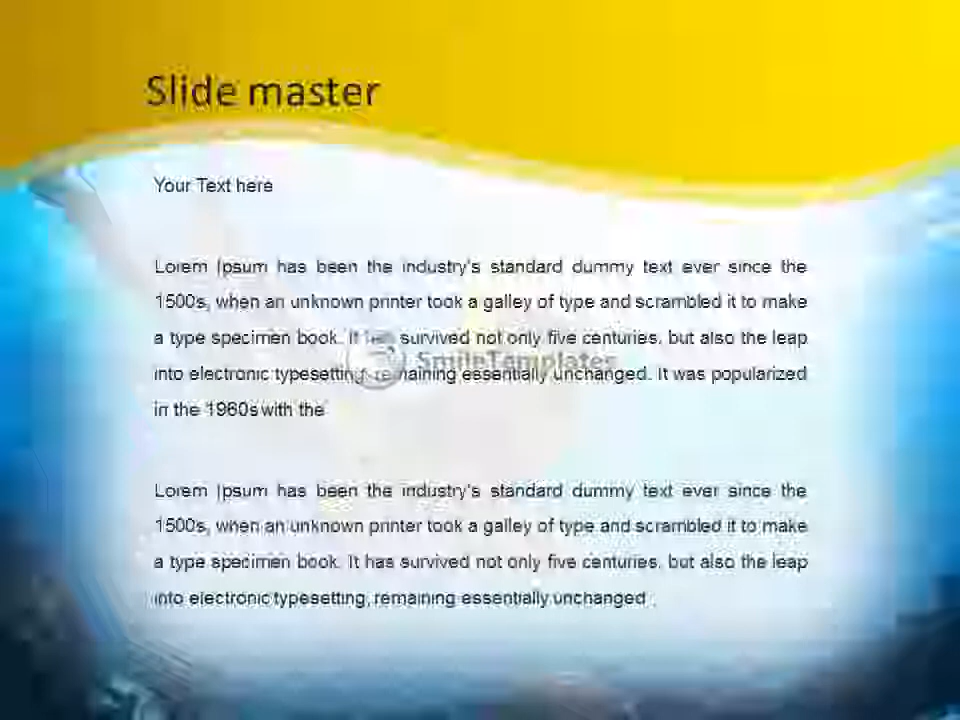 Slide master
Your Text here
Lorem Ipsum has been the industry's standard dummy text ever since the
1500s, when an unknown printer took a galley of type and scrambled it to make
a type specimen book. It has survived not only five centuries, but also the leap
into electronic typesetting, remaining essentially unchanged. It was popularized
in the 1960s with the
SmileTemplates
Lorem Ipsum has been the industry's standard dummy text ever since the
1500s, when an unknown printer took a galley of type and scrambled it to make
a type specimen book. It has survived not only five centuries, but also the leap
into electronic typesetting, remaining essentially unchanged .